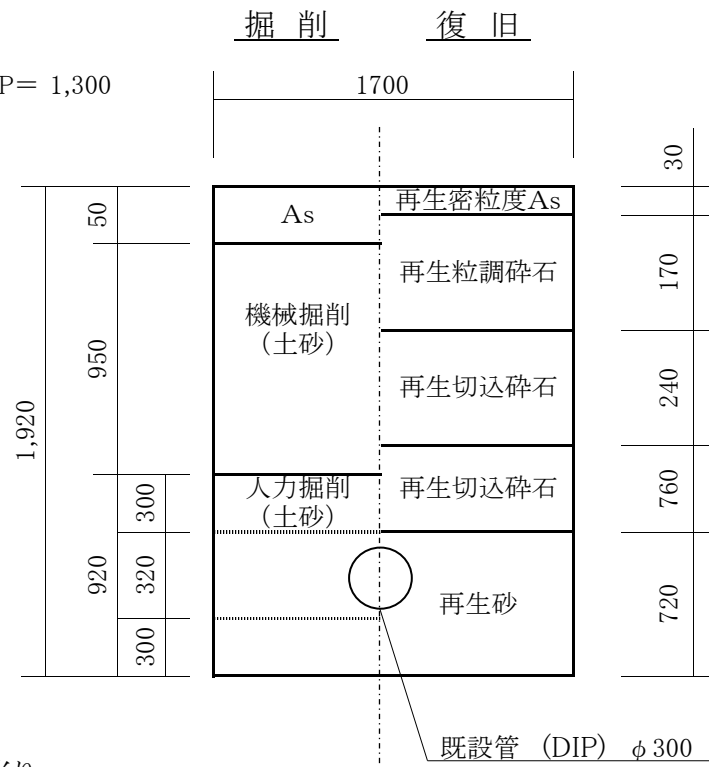 掘 削 復 旧
P= 1,300
1700
30
50
As
再生密粒度As
170
再生粒調砕石
機械掘削
(土砂)
950
240
再生切込砕石
1,920
人力掘削
(土砂)
再生切込砕石
300
760
920
320
再生砂
720
300
既設管 (DIP) φ300